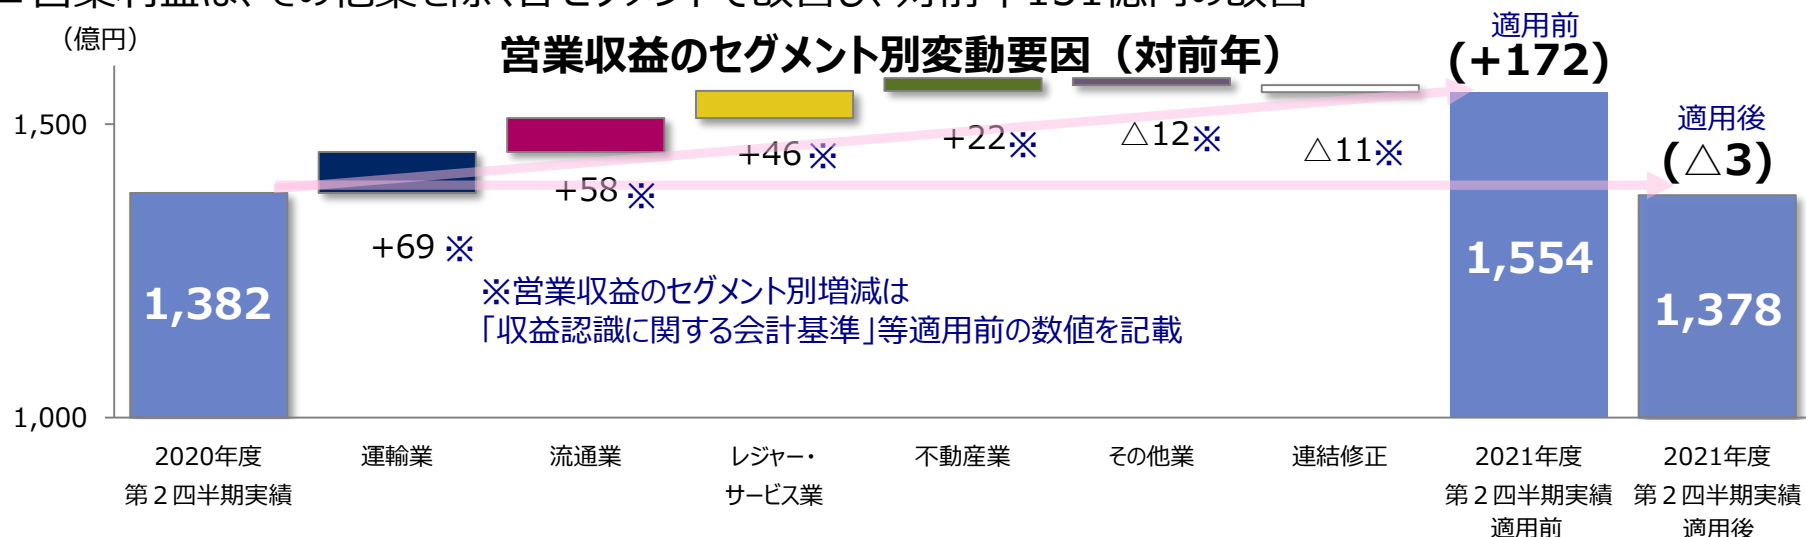 営業収益のセグメント別変動要因（対前年）
（億円）
適用前
(+172)
適用後
(△3)
1,500
1,000
+69 ※
+58 ※
+46 ※
+22※
△12※
△11※
1,382
1,554
1,378
※営業収益のセグメント別増減は
「収益認識に関する会計基準」等適用前の数値を記載
2020年度
第２四半期実績
運輸業
流通業
レジャー・
サービス業
不動産業
その他業
連結修正
2021年度
第２四半期実績
適用前
2021年度
第２四半期実績
適用後